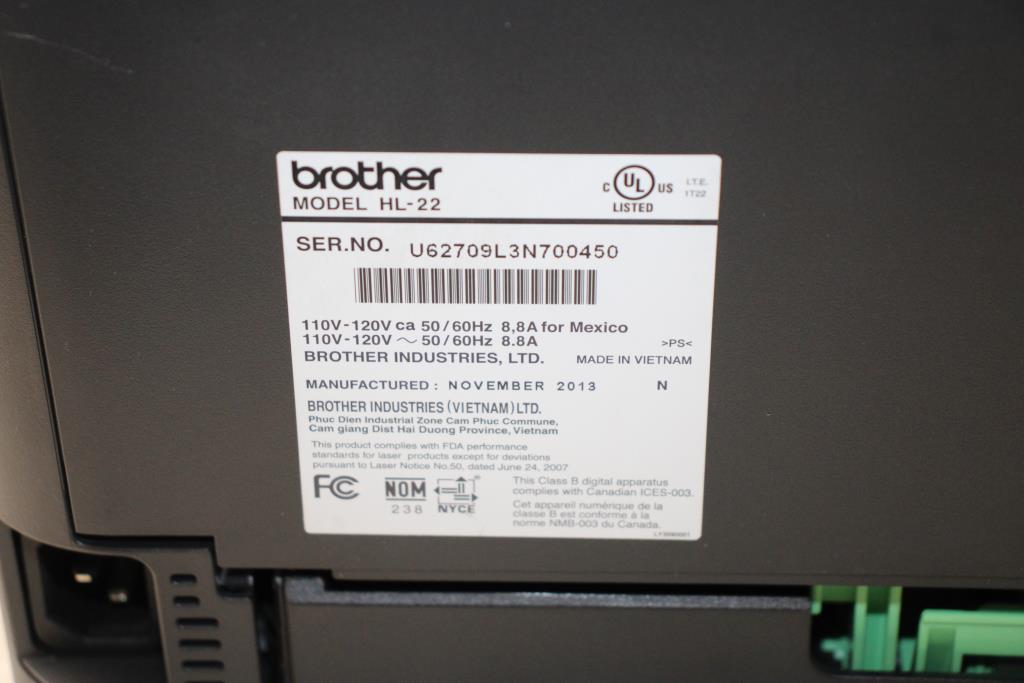 brother
MODEL HL-22
C UL US
LISTED
I.T.E.
1T22
SER.NO. U62709L3N700450
110V-120V ca 50/60Hz 8,8A for Mexico
110V-120V ~ 50/60Hz 8.8A
>PS<
BROTHER INDUSTRIES, LTD. MADE IN VIETNAM
MANUFACTURED : NOVEMBER 2013 N
BROTHER INDUSTRIES (VIETNAM) LTD.
Phuc Dien Industrial Zone Cam Phuc Commune,
Cam giang Dist Hai Duong Province, Vietnam
This product complies with FDA performance
standards for laser products except for deviations
pursuant to Laser Notice No.50, dated June 24, 2007
FC
NOM
238
NYCE
This Class B digital apparatus
complies with Canadian ICES-003.
Cet appareil numérique de la
classe B est conforme à la
norme NMB-003 du Canada.